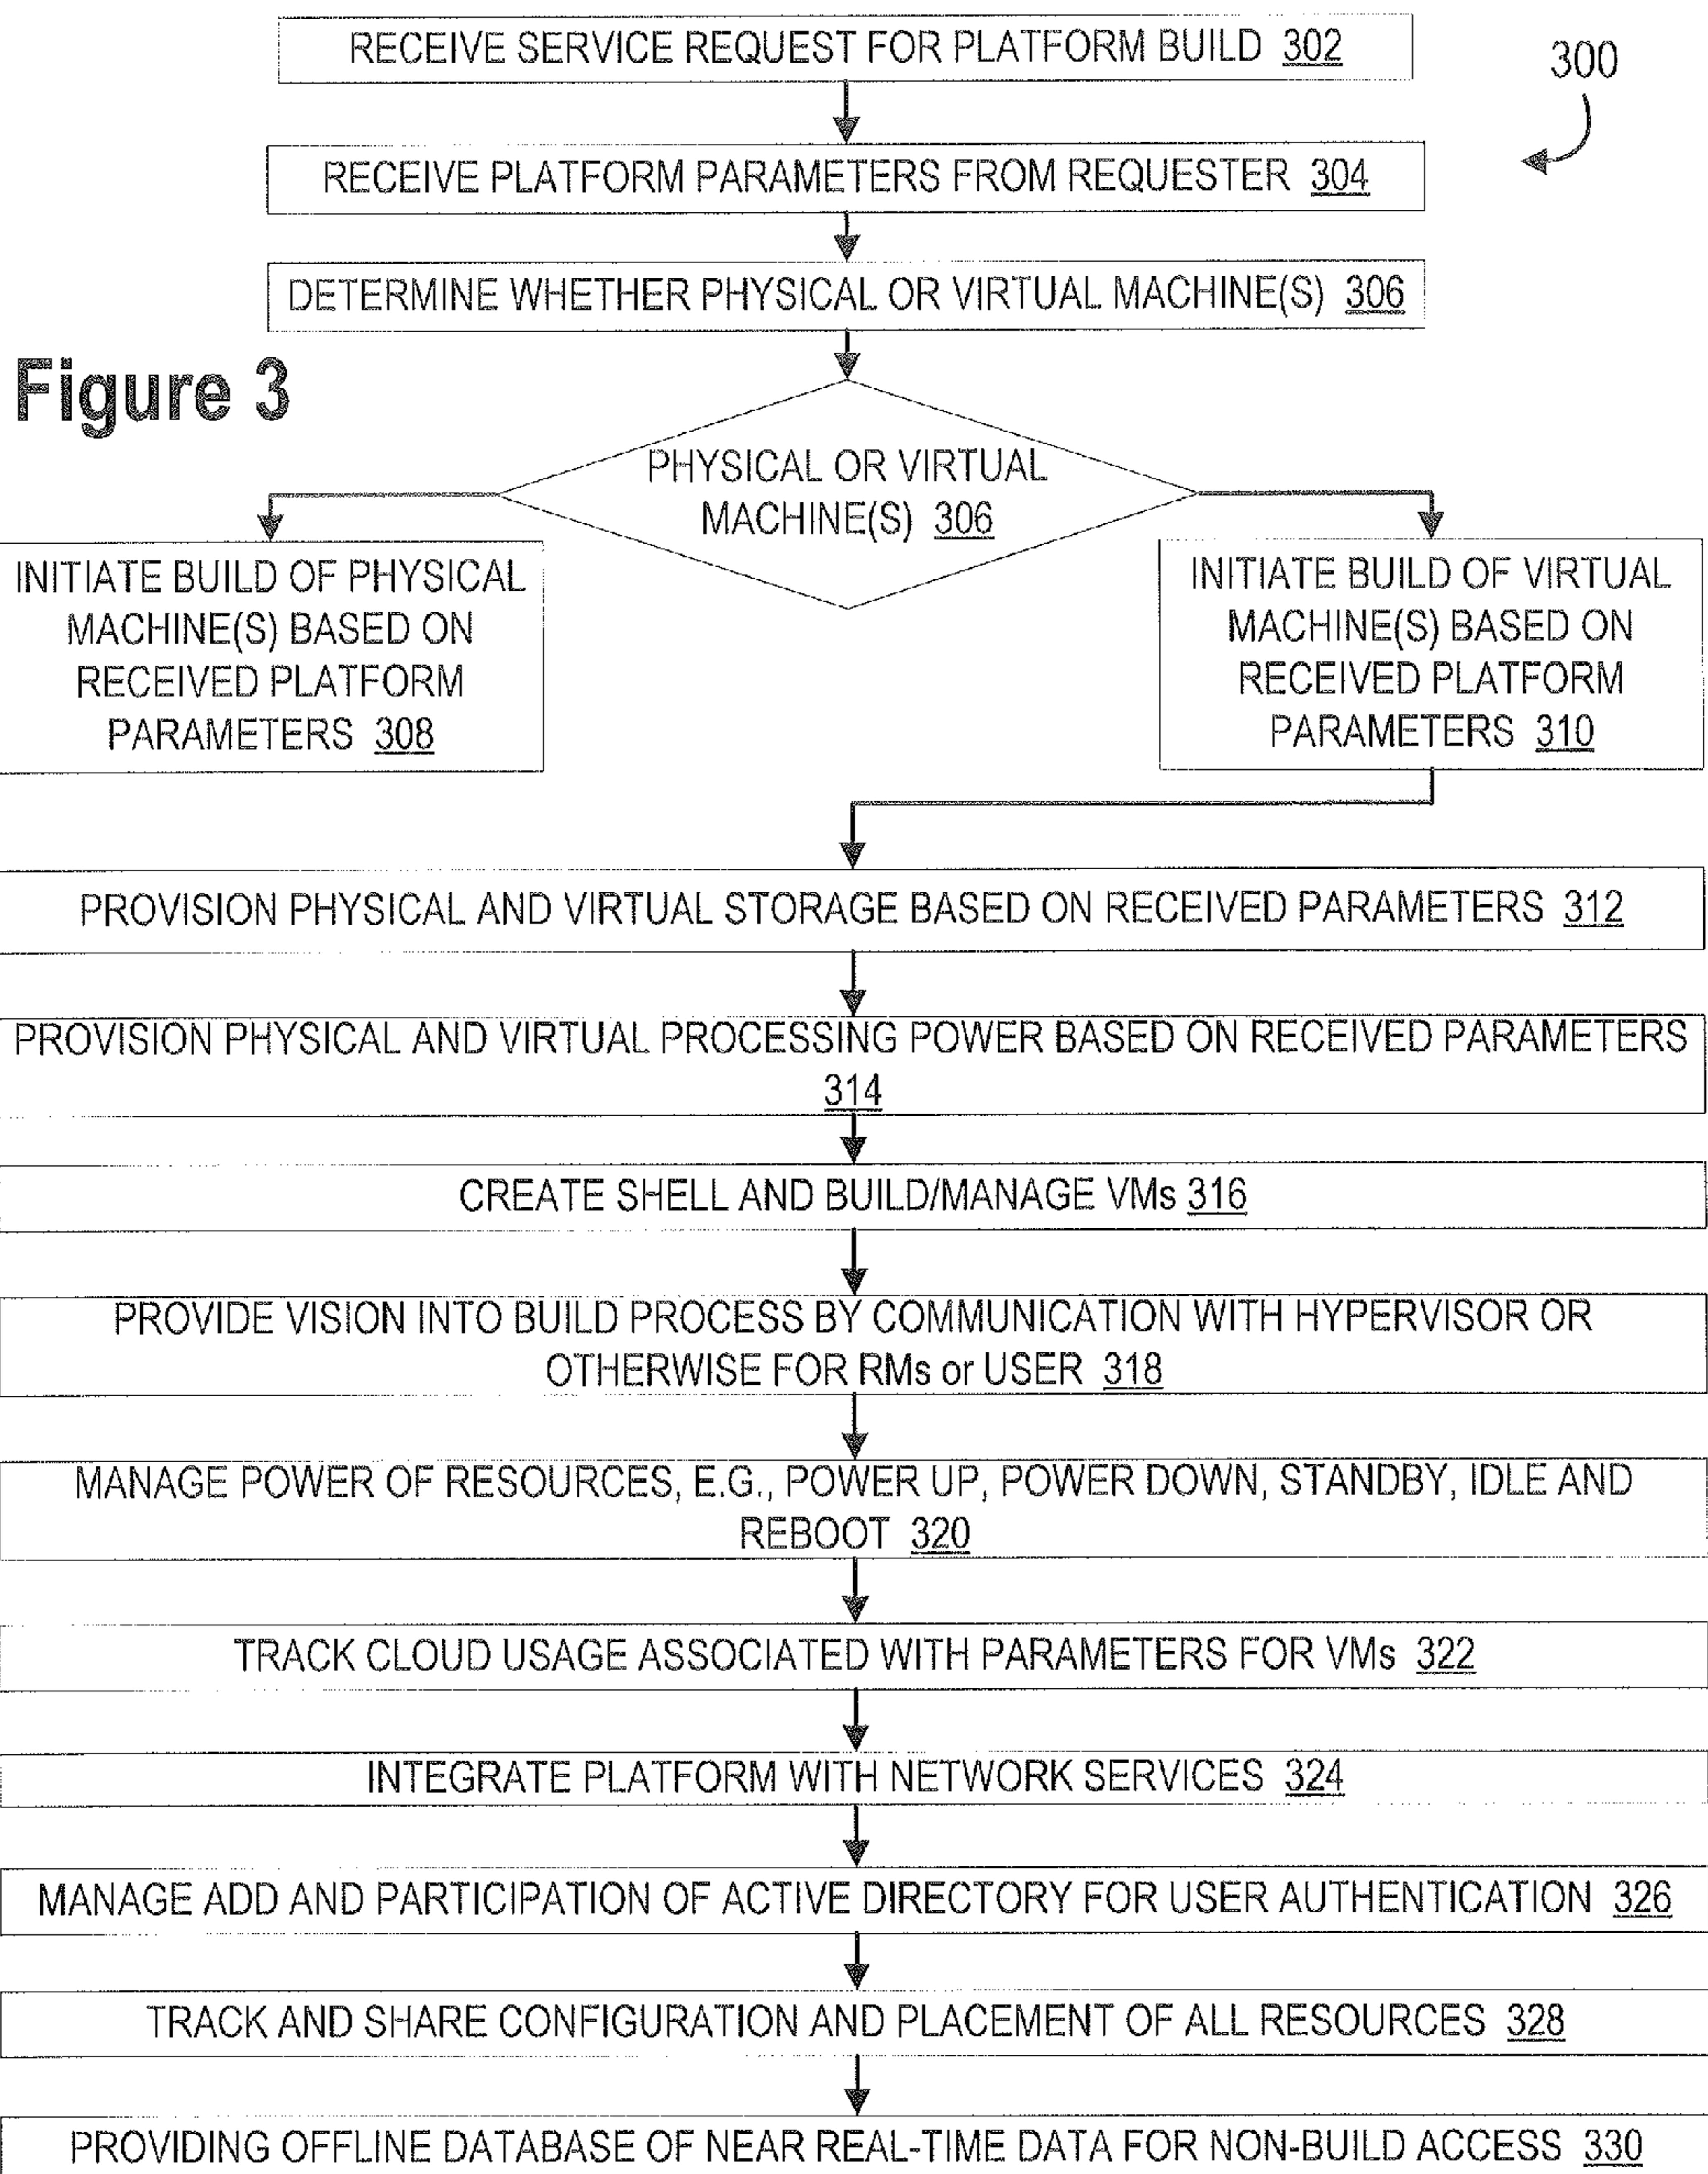 RECEIVE SERVICE REQUEST FOR PLATFORM BUILD 302
300
RECEIVE PLATFORM PARAMETERS FROM REQUESTER 304
DETERMINE WHETHER PHYSICAL OR VIRTUAL MACHINE(S) 306
Figure 3
PHYSICAL OR VIRTUAL
MACHINE(S) 306
INITIATE BUILD OF PHYSICAL
MACHINE(S) BASED ON
RECEIVED PLATFORM
PARAMETERS 308
INITIATE BUILD OF VIRTUAL
MACHINE(S) BASED ON
RECEIVED PLATFORM
PARAMETERS 310
PROVISION PHYSICAL AND VIRTUAL STORAGE BASED ON RECEIVED PARAMETERS 312
PROVISION PHYSICAL AND VIRTUAL PROCESSING POWER BASED ON RECEIVED PARAMETERS
314
CREATE SHELL AND BUILD/MANAGE VMs 316
PROVIDE VISION INTO BUILD PROCESS BY COMMUNICATION WITH HYPERVISOR OR
OTHERWISE FOR RMs or USER 318
MANAGE POWER OF RESOURCES, E.G., POWER UP, POWER DOWN, STANDBY, IDLE AND
REBOOT 320
TRACK CLOUD USAGE ASSOCIATED WITH PARAMETERS FOR VMs 322
INTEGRATE PLATFORM WITH NETWORK SERVICES 324
MANAGE ADD AND PARTICIPATION OF ACTIVE DIRECTORY FOR USER AUTHENTICATION 326
TRACK AND SHARE CONFIGURATION AND PLACEMENT OF ALL RESOURCES 328
PROVIDING OFFLINE DATABASE OF NEAR REAL-TIME DATA FOR NON-BUILD ACCESS 330